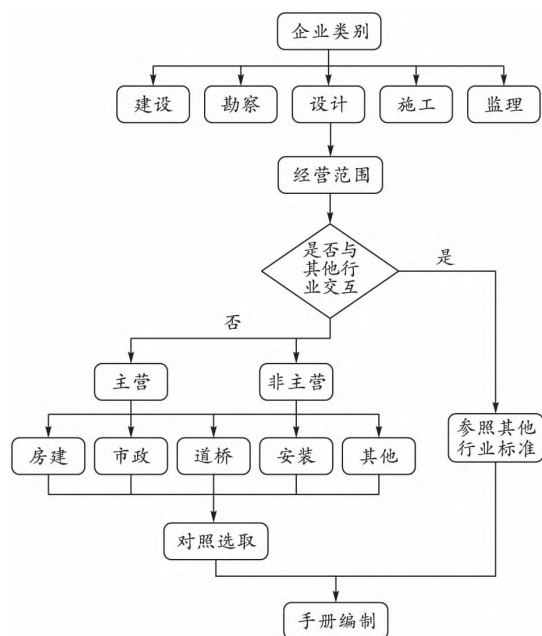 企业类别
建设
勘察
设计
施工
监理
经营范围
是否与
其他行
业交互
是
否
主营
非主营
房建
市政
道桥
安装
其他
参照其他
行业标准
对照选取
手册编制